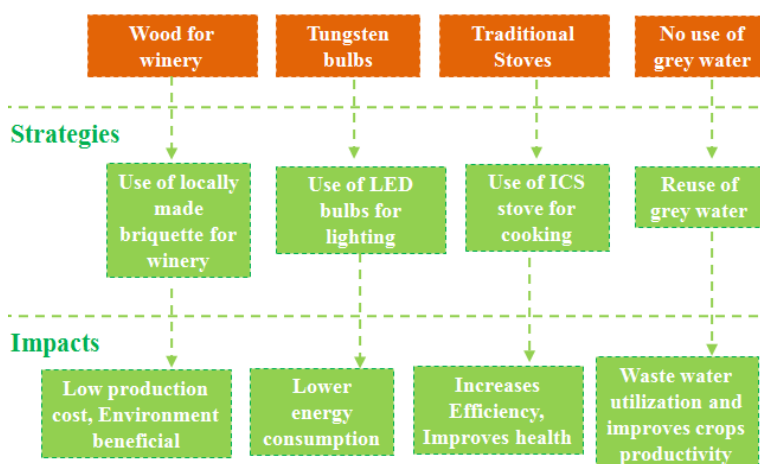 Wood for
winery
Tungsten
bulbs
Traditional
Stoves
No use of
grey water
Strategies
Use of locally
made
briquette for
winery
Use of LED
bulbs for
lighting
Use of ICS
stove for
cooking
Reuse of
grey water
Impacts
Low production
cost, Environment
beneficial
Lower
energy
consumption
Increases
Efficiency,
Improves health
Waste water
utilization and
improves crops
productivity